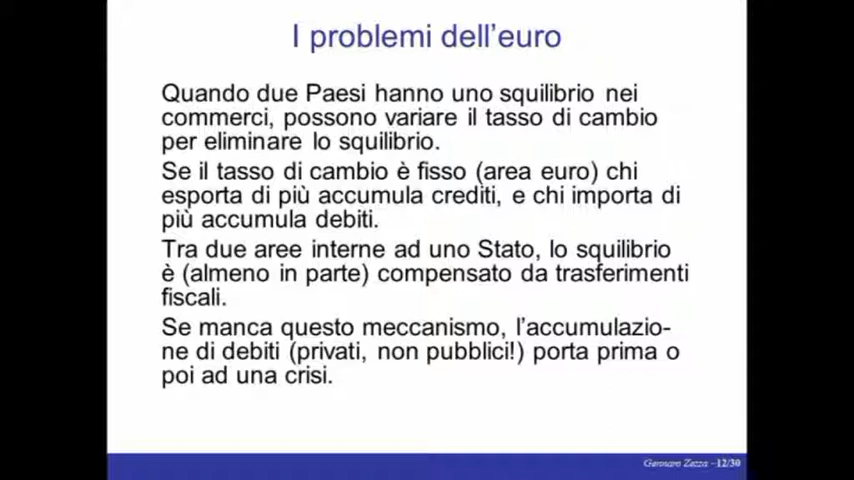 I problemi dell'euro
Quando due Paesi hanno uno squilibrio nei
commerci, possono variare il tasso di cambio
per eliminare lo squilibrio.
Se il tasso di cambio è fisso (area euro) chi
esporta di più accumula crediti, e chi importa di
più accumula debiti.
Tra due aree interne ad uno Stato, lo squilibrio
è (almeno in parte) compensato da trasferimenti
fiscali.
Se manca questo meccanismo, l'accumulazio-
ne di debiti (privati, non pubblici!) porta prima o
poi ad una crisi.
Gennaro Zezza -12/30